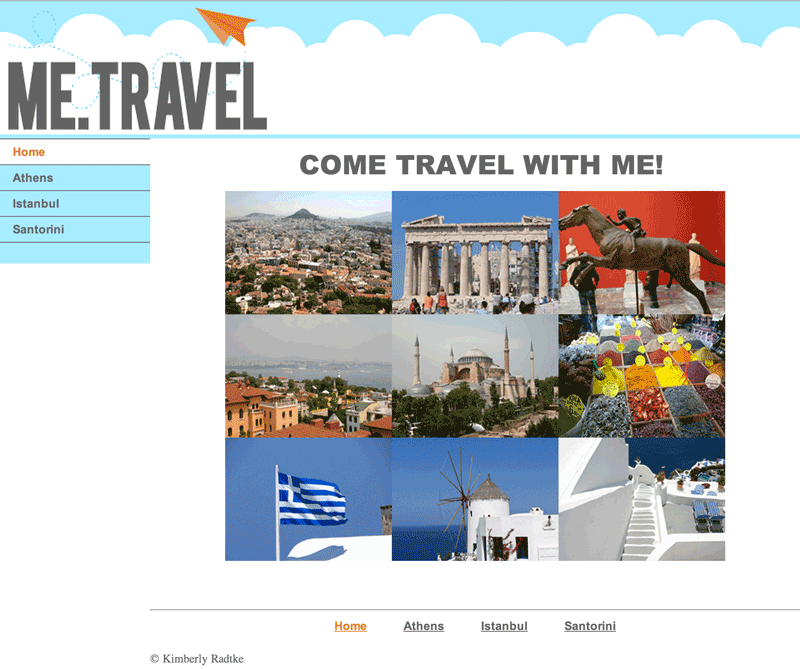 ME.TRAVEL
Home
Athens
Istanbul
Santorini
COME TRAVEL WITH ME!
Home Athens Istanbul Santorini
© Kimberly Radtke